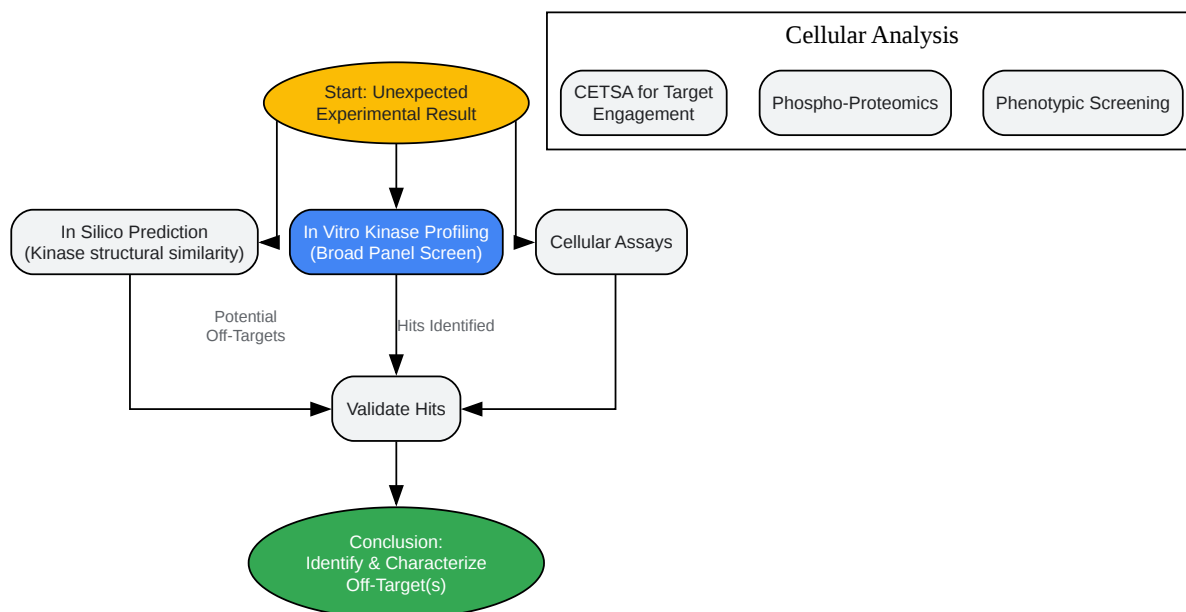 Cellular Analysis
CETSA for Target
Engagement
Phospho-Proteomics
Phenotypic Screening
Start: Unexpected
Experimental Result
In Silico Prediction
(Kinase structural similarity)
In Vitro Kinase Profiling
(Broad Panel Screen)
Cellular Assays
Potential
Off-Targets
Hits Identified
Validate Hits
Conclusion:
Identify & Characterize
Off-Target(s)